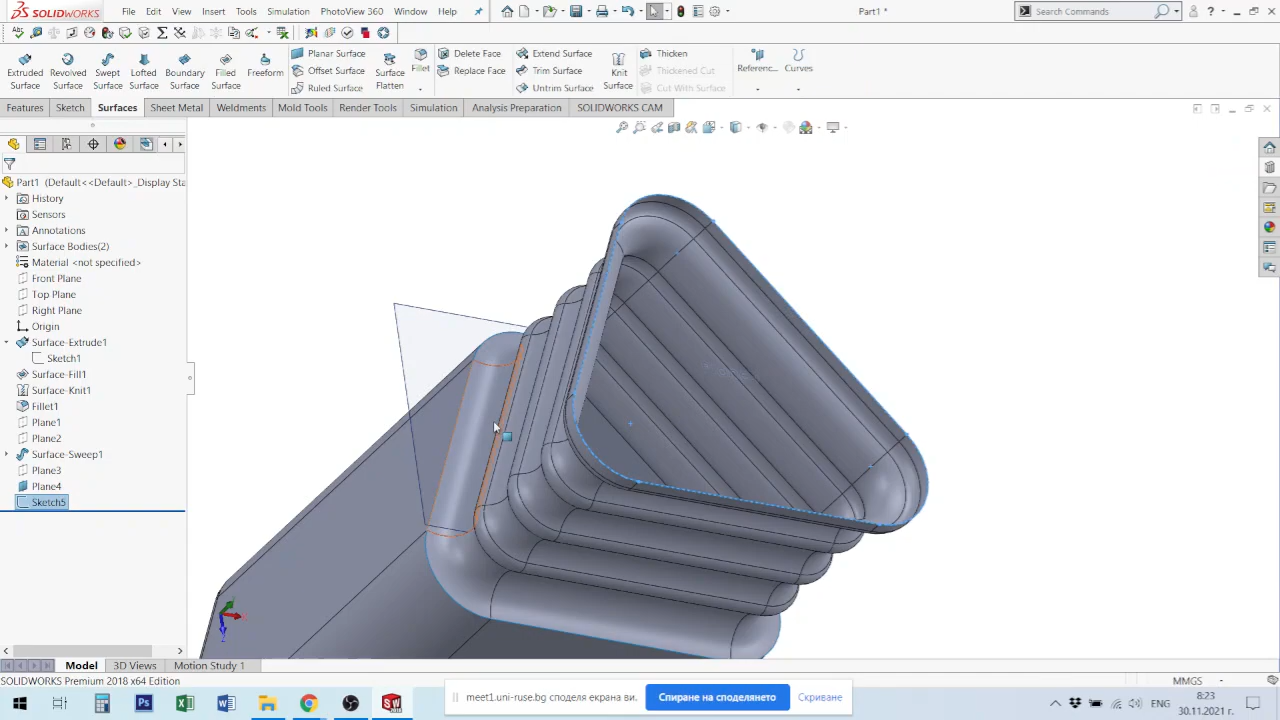 SOLIDWORKS
File Edit View Insert Tools Simulation PhotoView 360 Window Help
Part1 *
Search Commands
Extruded Surface
Revolved Surface
Swept Surface
Lofted Surface
Boundary Surface
Filled Surface
Freeform
Planar Surface
Offset Surface
Ruled Surface
Surface Flatten
Fillet
Delete Face
Replace Face
Extend Surface
Trim Surface
Untrim Surface
Knit Surface
Thicken
Thickened Cut
Cut With Surface
Referenc...
Curves
Features Sketch Surfaces Sheet Metal Weldments Mold Tools Render Tools Simulation Analysis Preparation SOLIDWORKS CAM
Part1 (Default<<Default>_Display Sta
History
Sensors
Annotations
Surface Bodies(2)
Material <not specified>
Front Plane
Top Plane
Right Plane
Origin
Surface-Extrude1
Sketch1
Surface-Fill1
Surface-Knit1
Fillet1
Plane1
Plane2
Surface-Sweep1
Plane3
Plane4
Sketch5
Model 3D Views Motion Study 1
SOLIDWORKS Premium 2018 x64 Edition
MMGS
meet1.uni-ruse.bg споделя екрана ви.
Спиране на споделянето
Скриване
ЕНГ
8:23
30.11.2021 г.